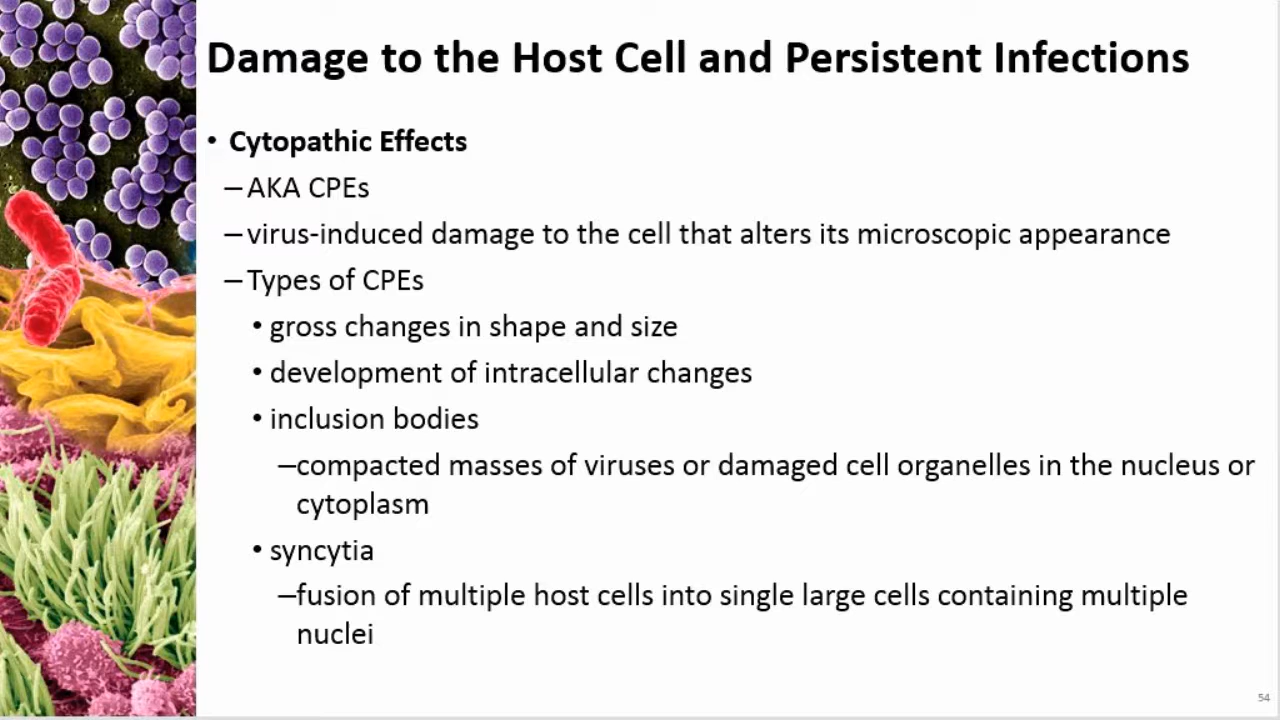 Damage to the Host Cell and Persistent Infections
• Cytopathic Effects
–AKA CPEs
–virus-induced damage to the cell that alters its microscopic appearance
–Types of CPEs
• gross changes in shape and size
• development of intracellular changes
• inclusion bodies
–compacted masses of viruses or damaged cell organelles in the nucleus or
cytoplasm
• syncytia
–fusion of multiple host cells into single large cells containing multiple
nuclei
54